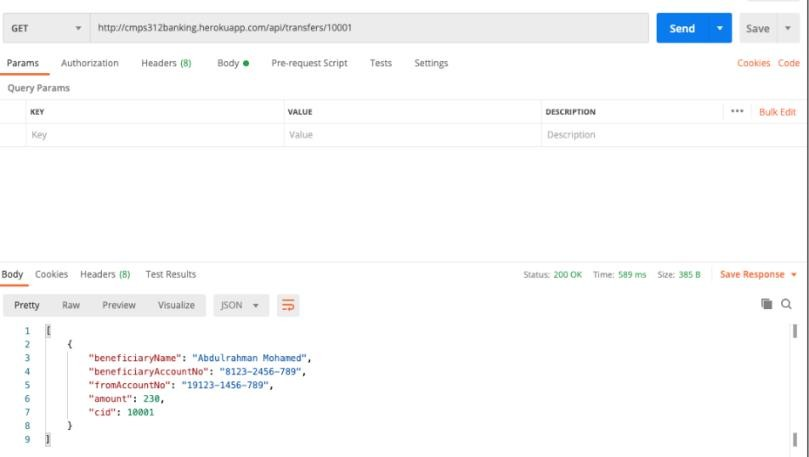 GET http://cmps312banking.herokuapp.com/api/transfers/10001 Send Save
Params Authorization Headers (8) Body Pre-request Script Tests Settings Cookies Code
Query Params
KEY VALUE DESCRIPTION ••• Bulk Edit
Key Value Description
Body Cookies Headers (8) Test Results Status: 200 OK Time: 589 ms Size: 385 B Save Response
Pretty Raw Preview Visualize JSON
1 [
2 {
3 "beneficiaryName": "Abdulrahman Mohamed",
4 "beneficiaryAccountNo": "8123-2456-789",
5 "fromAccountNo": "19123-1456-789",
6 "amount": 230,
7 "cid": 10001
8 }
9 ]